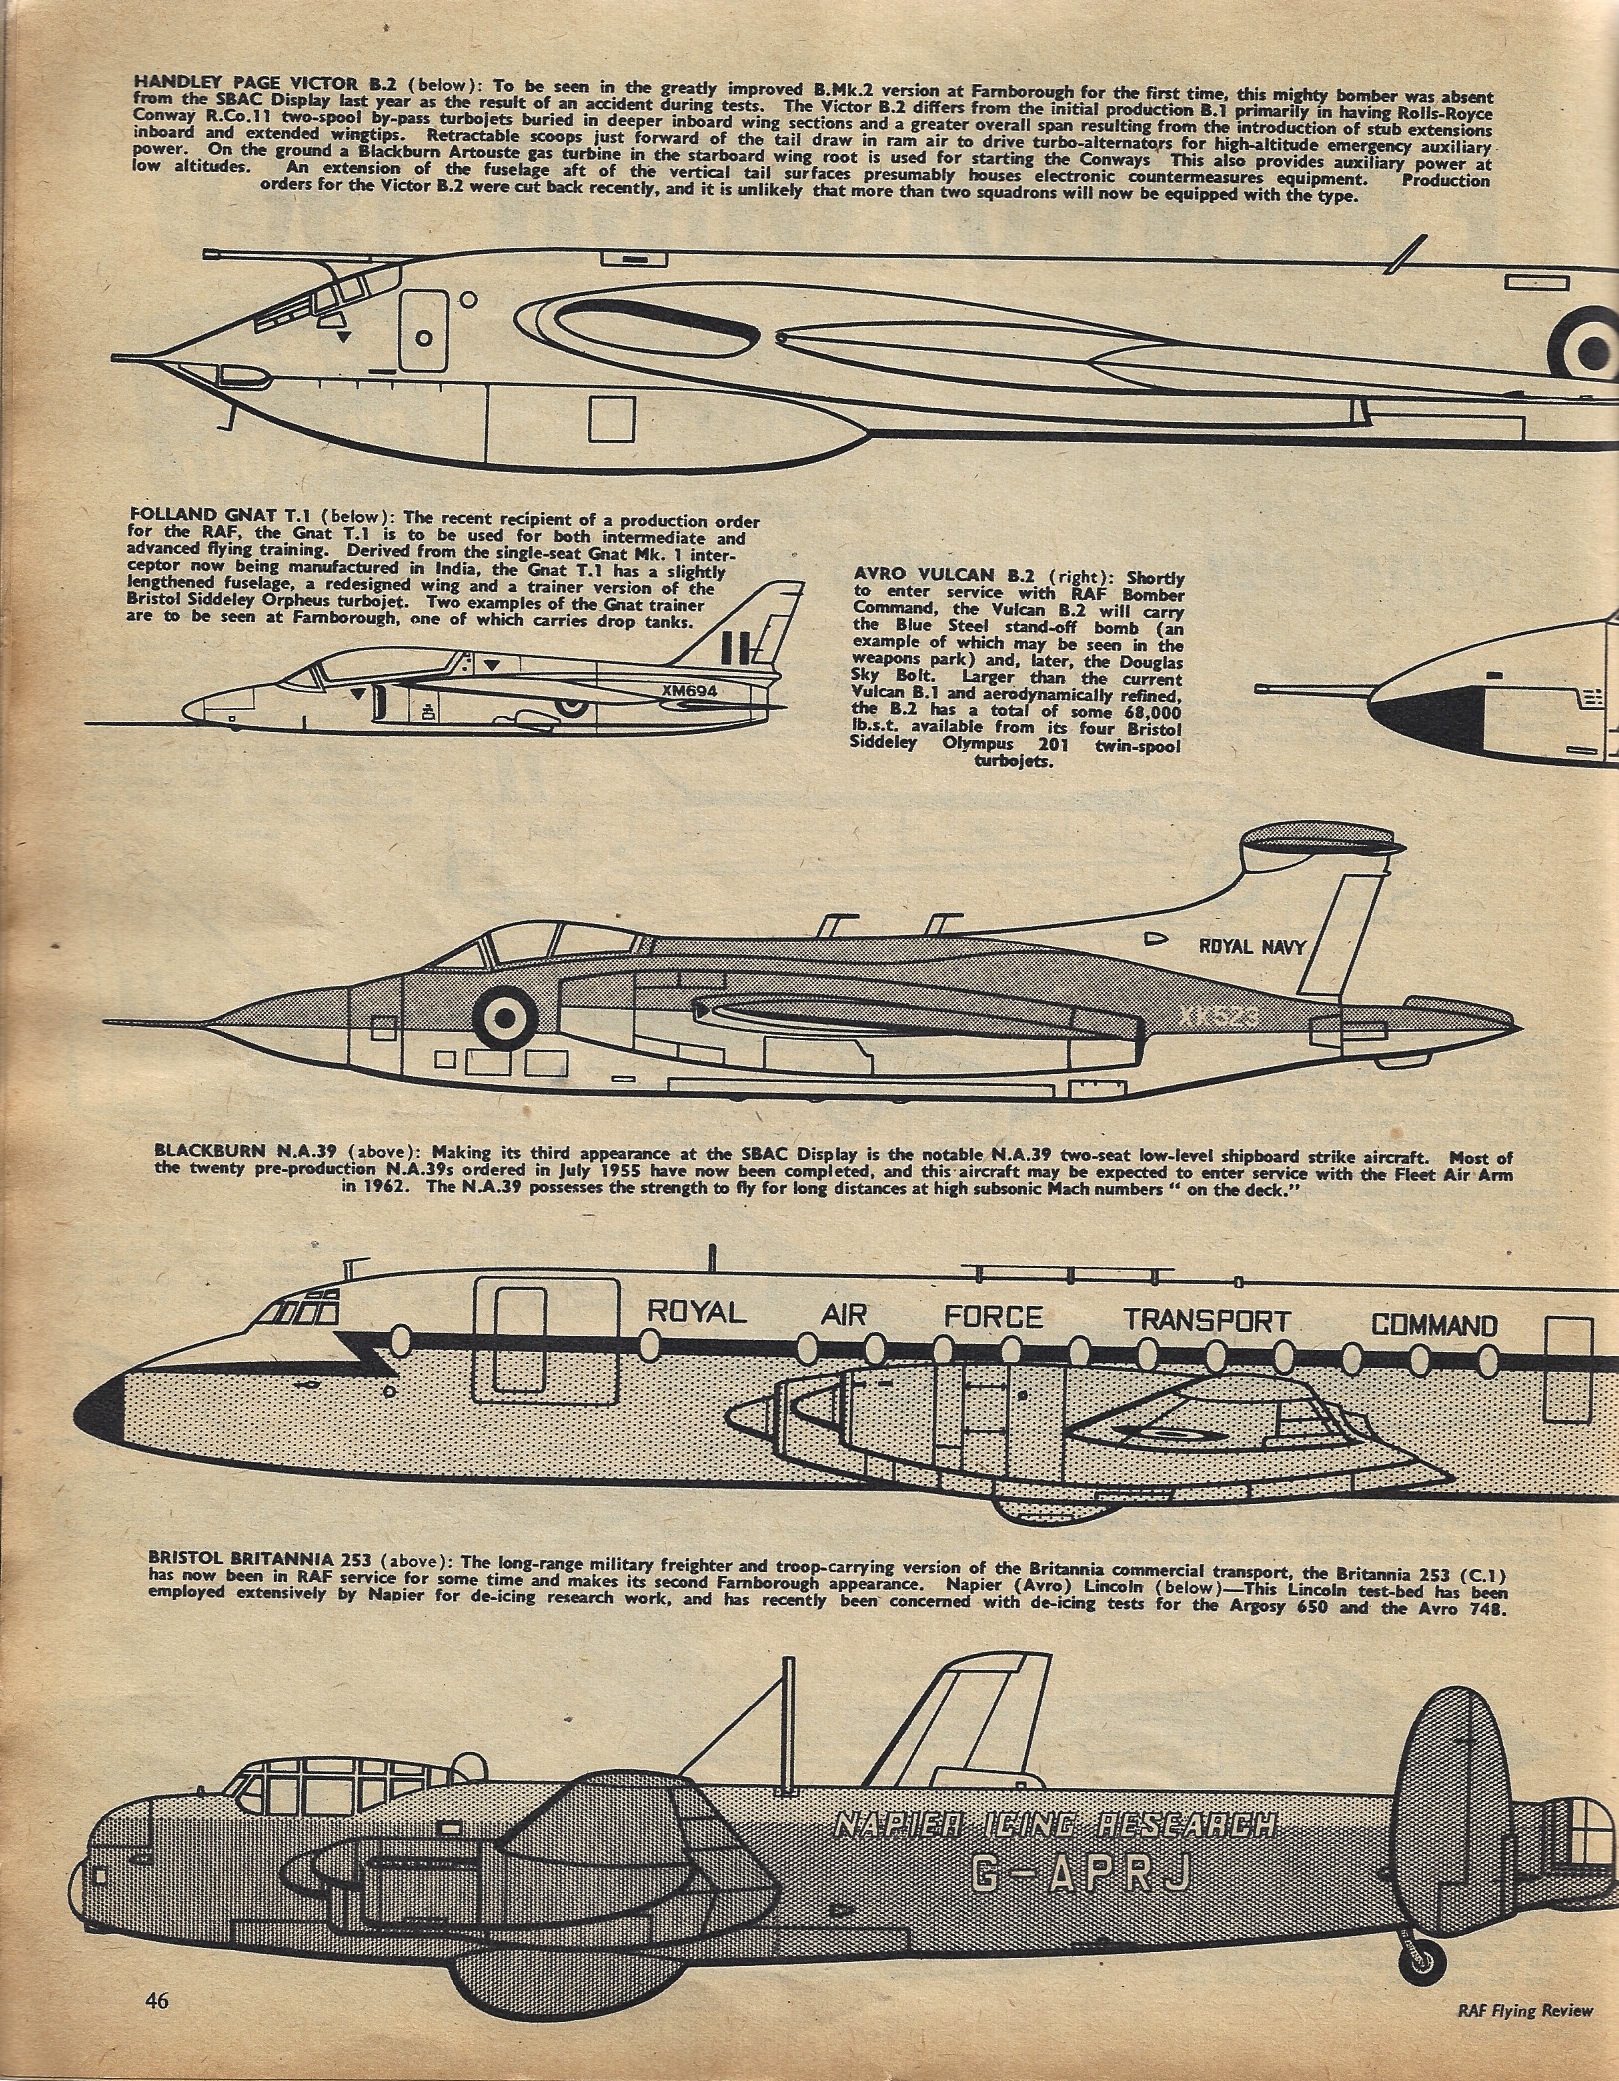 HANDLEY PAGE VICTOR B.2 (below): To be seen in the greatly improved B.Mk.2 version at Farnborough for the first time, this mighty bomber was absent
from the SBAC Display last year as the result of an accident during tests. The Victor B.2 differs from the initial production B.1 primarily in having Rolls-Royce
Conway R.Co.11 two-spool by-pass turbojets buried in deeper inboard wing sections and a greater overall span resulting from the introduction of stub extensions
inboard and extended wingtips. Retractable scoops just forward of the tail draw in ram air to drive turbo-alternators for high-altitude emergency auxiliary
power. On the ground a Blackburn Artouste gas turbine in the starboard wing root is used for starting the Conways This also provides auxiliary power at
low altitudes. An extension of the fuselage aft of the vertical tail surfaces presumably houses electronic countermeasures equipment. Production
orders for the Victor B.2 were cut back recently, and it is unlikely that more than two squadrons will now be equipped with the type.
FOLLAND GNAT T.1 (below): The recent recipient of a production order
for the RAF, the Gnat T.1 is to be used for both intermediate and
advanced flying training. Derived from the single-seat Gnat Mk. 1 inter-
ceptor now being manufactured in India, the Gnat T.1 has a slightly
lengthened fuselage, a redesigned wing and a trainer version of the
Bristol Siddeley Orpheus turbojet. Two examples of the Gnat trainer
are to be seen at Farnborough, one of which carries drop tanks.
XM694
AVRO VULCAN B.2 (right): Shortly
to enter service with RAF Bomber
Command, the Vulcan B.2 will carry
the Blue Steel stand-off bomb (an
example of which may be seen in the
weapons park) and, later, the Douglas
Sky Bolt. Larger than the current
Vulcan B.1 and aerodynamically refined,
the B.2 has a total of some 68,000
lb.s.t. available from its four Bristol
Siddeley Olympus 201 twin-spool
turbojets.
ROYAL NAVY
XK523
BLACKBURN N.A.39 (above): Making its third appearance at the SBAC Display is the notable N.A.39 two-seat low-level shipboard strike aircraft. Most of
the twenty pre-production N.A.39s ordered in July 1955 have now been completed, and this aircraft may be expected to enter service with the Fleet Air Arm
in 1962. The N.A.39 possesses the strength to fly for long distances at high subsonic Mach numbers “ on the deck.”
ROYAL AIR FORCE TRANSPORT COMMAND
BRISTOL BRITANNIA 253 (above): The long-range military freighter and troop-carrying version of the Britannia commercial transport, the Britannia 253 (C.1)
has now been in RAF service for some time and makes its second Farnborough appearance. Napier (Avro) Lincoln (below)—This Lincoln test-bed has been
employed extensively by Napier for de-icing research work, and has recently been concerned with de-icing tests for the Argosy 650 and the Avro 748.
NAPIER ICING RESEARCH
G-APRJ
46
RAF Flying Review